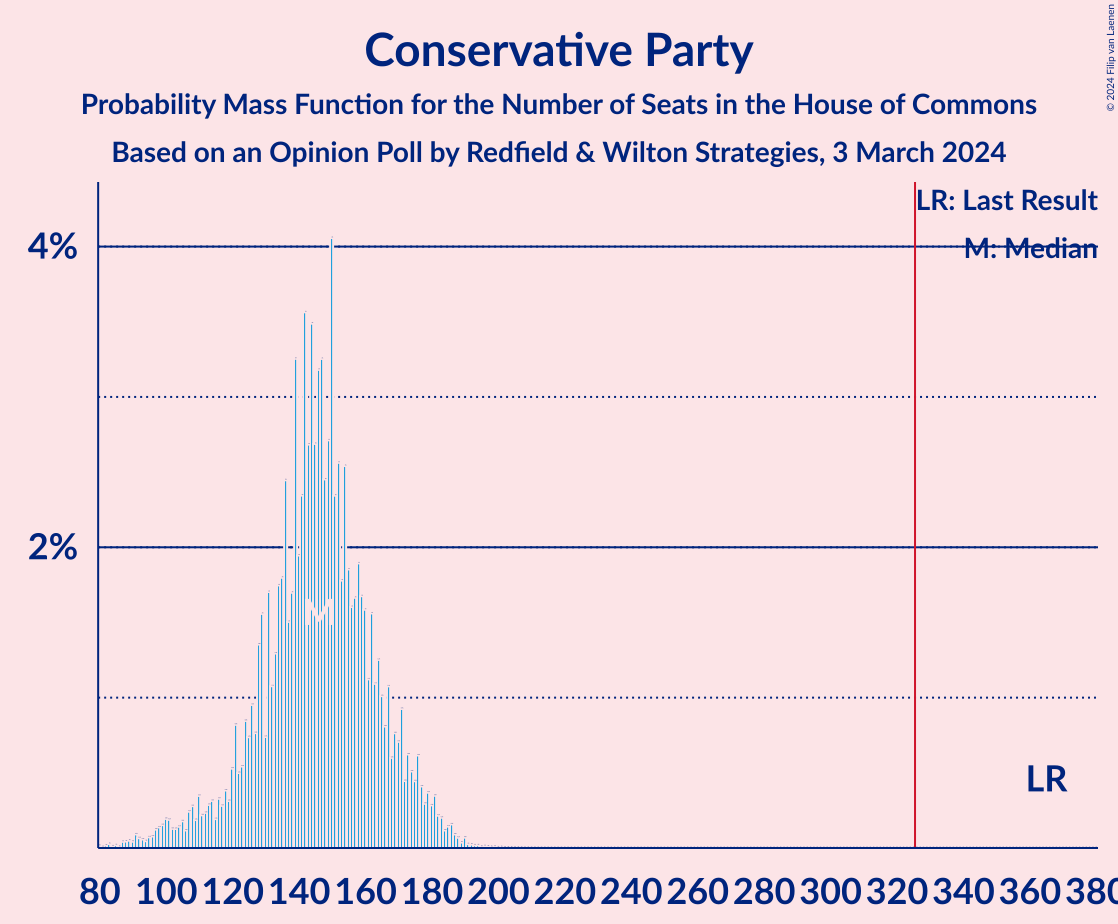 Conservative Party
Probability Mass Function for the Number of Seats in the House of Commons
Based on an Opinion Poll by Redfield & Wilton Strategies, 3 March 2024
© 2024 Filip van Laenen
LR: Last Result
M: Median
4%
2%
M
LR
80 100 120 140 160 180 200 220 240 260 280 300 320 340 360 380